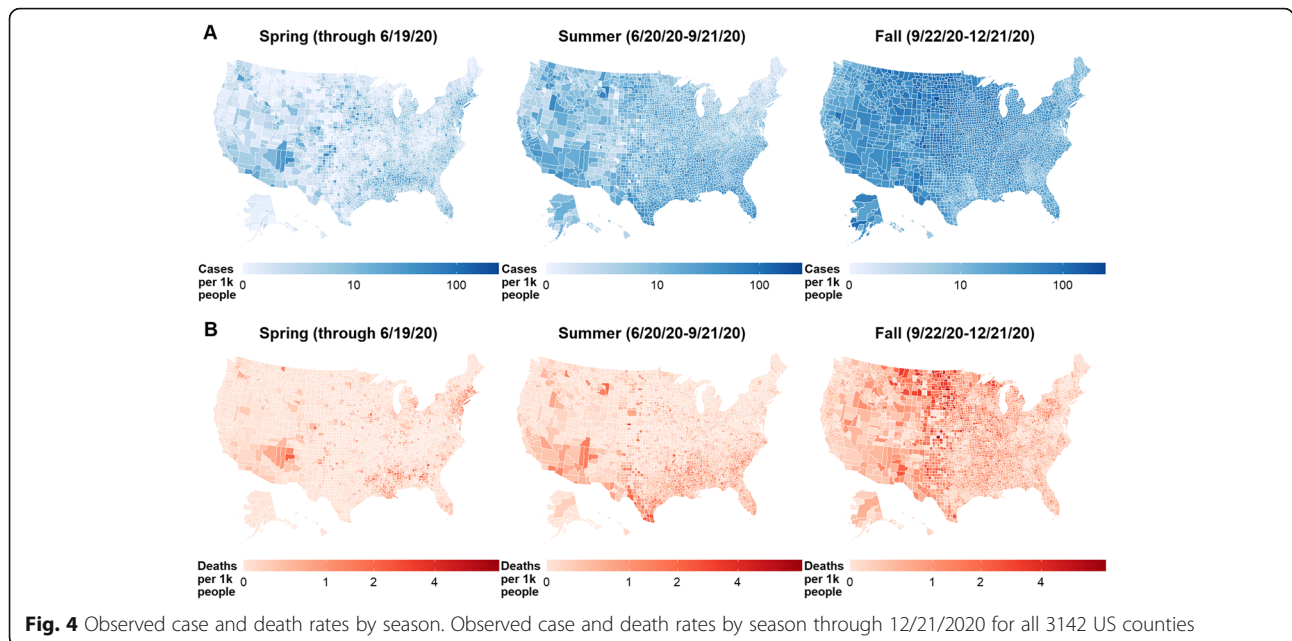 A
Spring (through 6/19/20)
Summer (6/20/20-9/21/20)
Fall (9/22/20-12/21/20)
Cases per 1k people
0 10 100
Cases per 1k people
0 10 100
Cases per 1k people
0 10 100
B
Spring (through 6/19/20)
Summer (6/20/20-9/21/20)
Fall (9/22/20-12/21/20)
Deaths per 1k people
0 1 2 4
Deaths per 1k people
0 1 2 4
Deaths per 1k people
0 1 2 4
Fig. 4 Observed case and death rates by season. Observed case and death rates by season through 12/21/2020 for all 3142 US counties